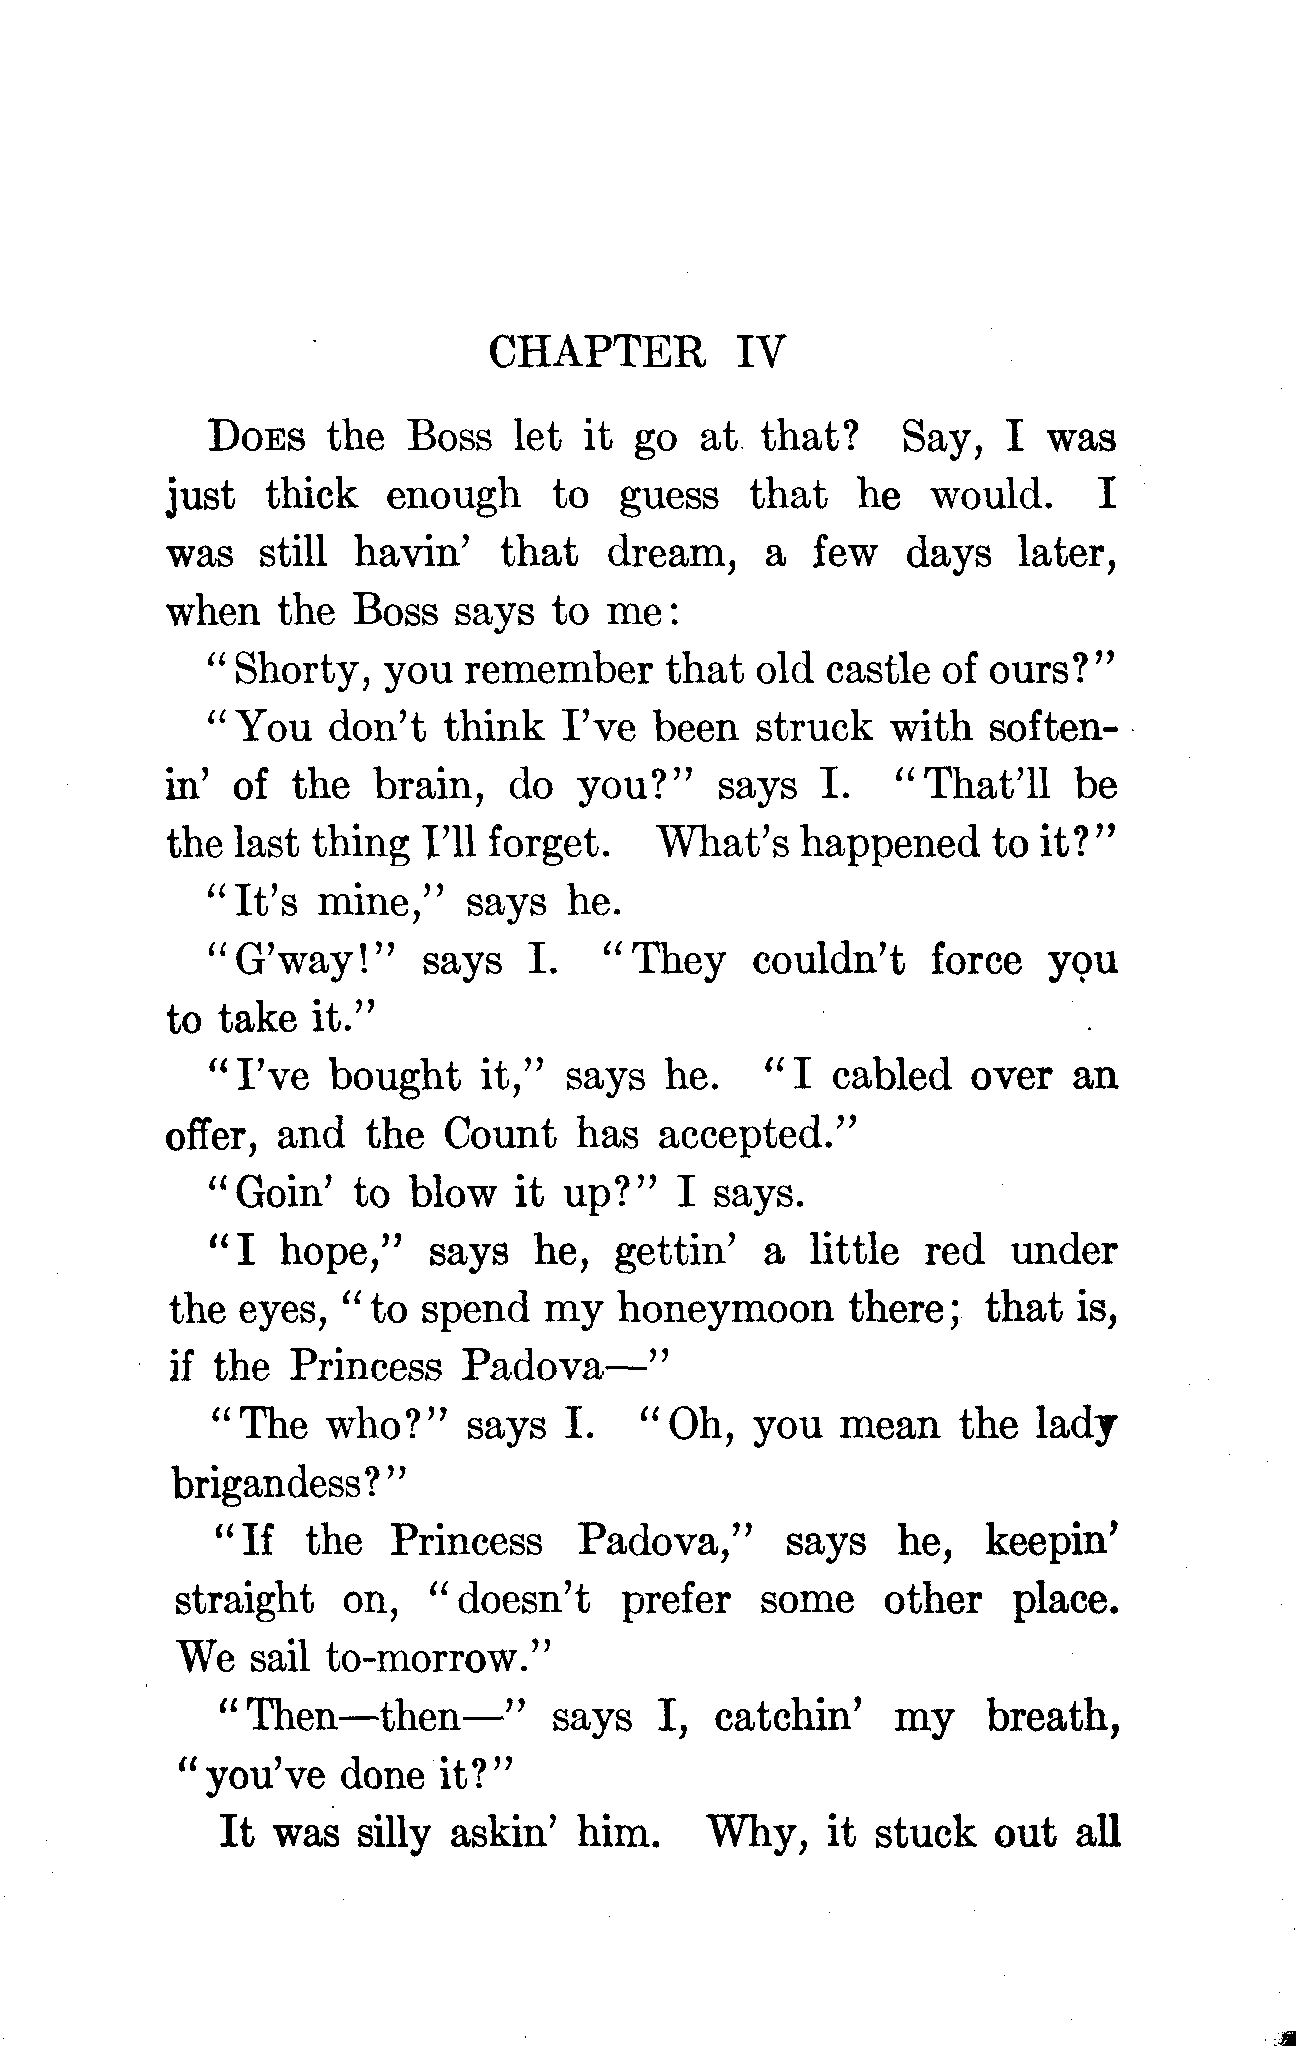 CHAPTER IV
DOES the Boss let it go at that? Say, I was
just thick enough to guess that he would. I
was still havin' that dream, a few days later,
when the Boss says to me:
"Shorty, you remember that old castle of ours?"
"You don't think I've been struck with soften-
in' of the brain, do you?" says I. "That'll be
the last thing I'll forget. What's happened to it?"
"It's mine," says he.
"G'way!" says I. "They couldn't force you
to take it."
"I've bought it," says he. "I cabled over an
offer, and the Count has accepted."
"Goin' to blow it up?" I says.
"I hope," says he, gettin' a little red under
the eyes, "to spend my honeymoon there; that is,
if the Princess Padova—"
"The who?" says I. "Oh, you mean the lady
brigandess?"
"If the Princess Padova," says he, keepin'
straight on, "doesn't prefer some other place.
We sail to-morrow."
"Then—then—" says I, catchin' my breath,
"you've done it?"
It was silly askin' him. Why, it stuck out all